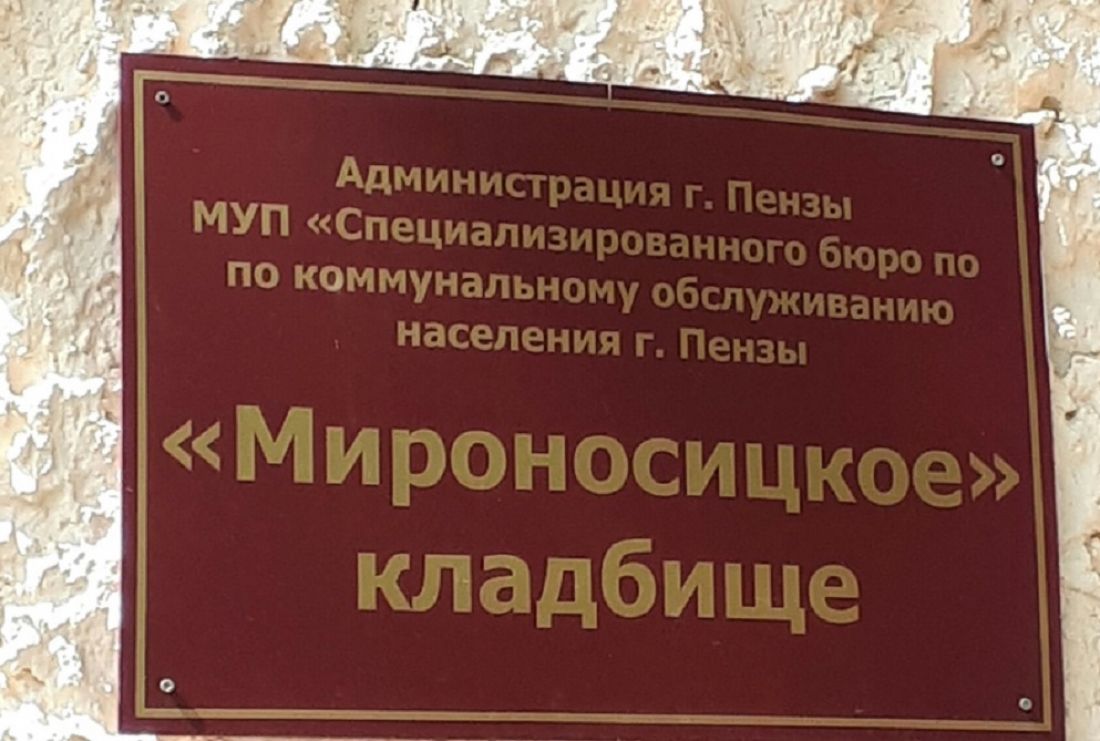 Администрация г. Пензы
МУП «Специализированного бюро по
по коммунальному обслуживанию
населения г. Пензы
«Мироносицкое»
кладбище